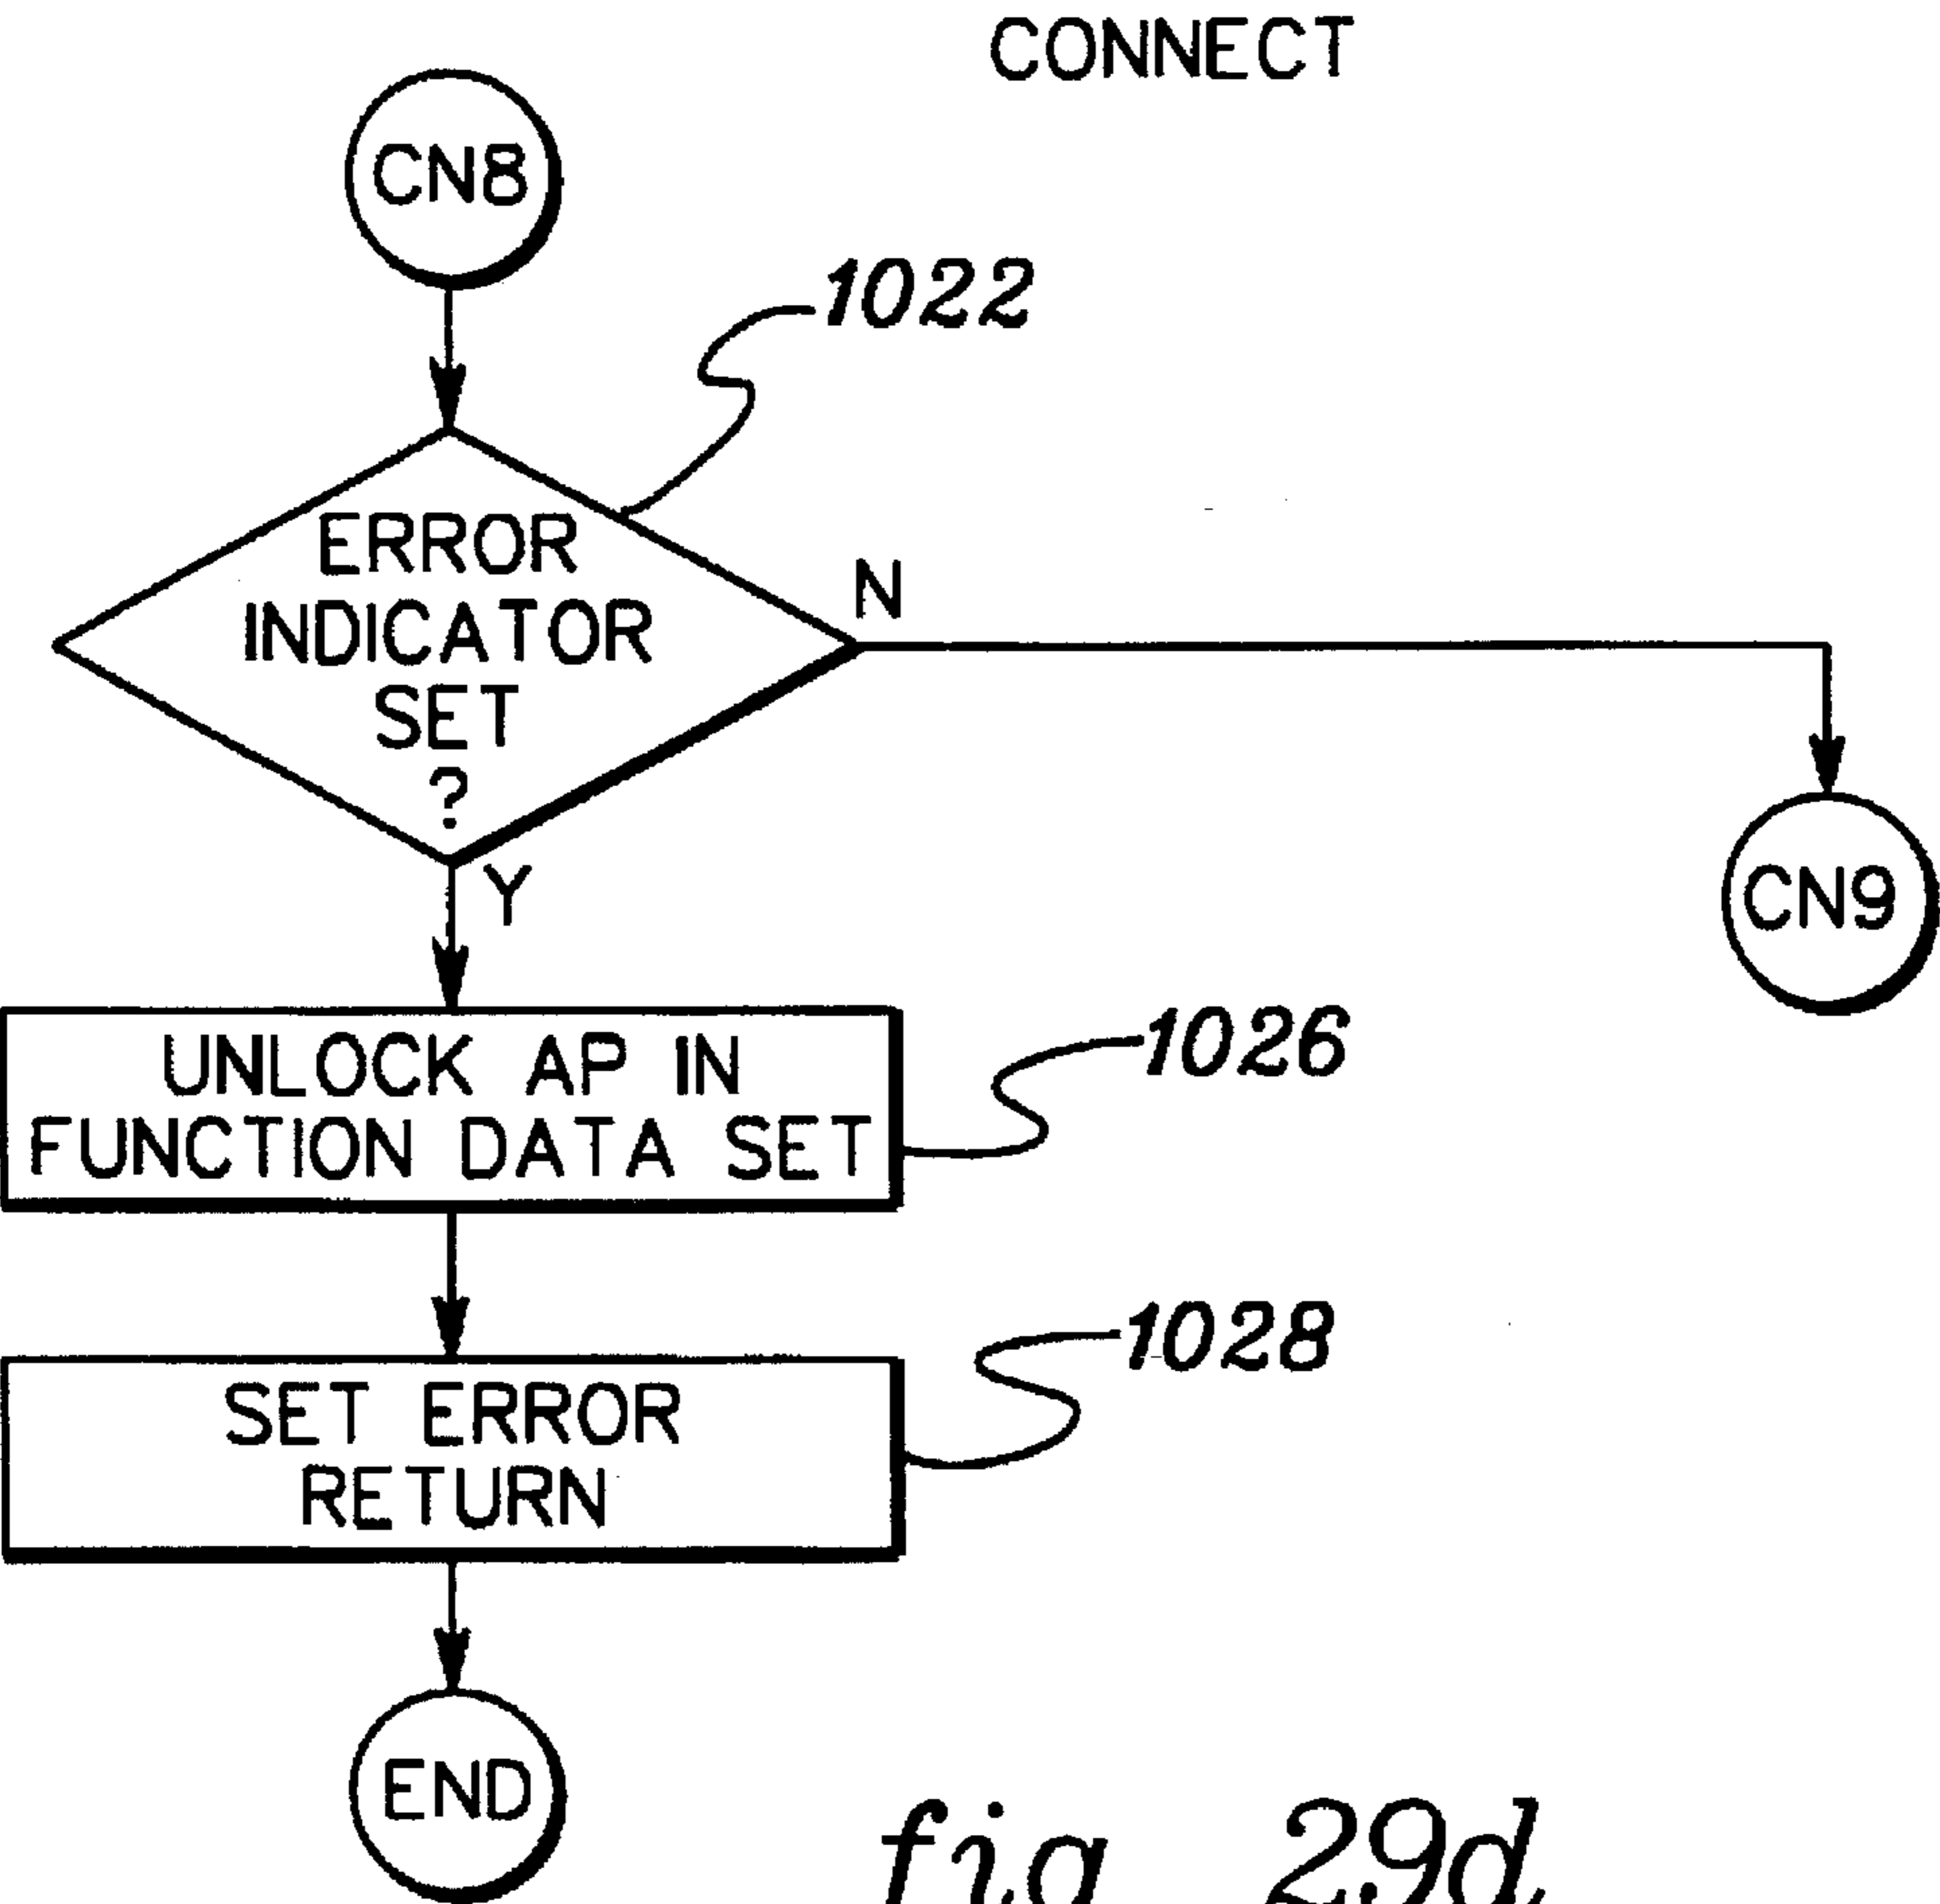 CONNECT
CN8
1022
ERROR
INDICATOR
SET
?
N
Y
CN9
UNLOCK AP IN
FUNCTION DATA SET
1026
SET ERROR
RETURN
1028
END
fig 29d